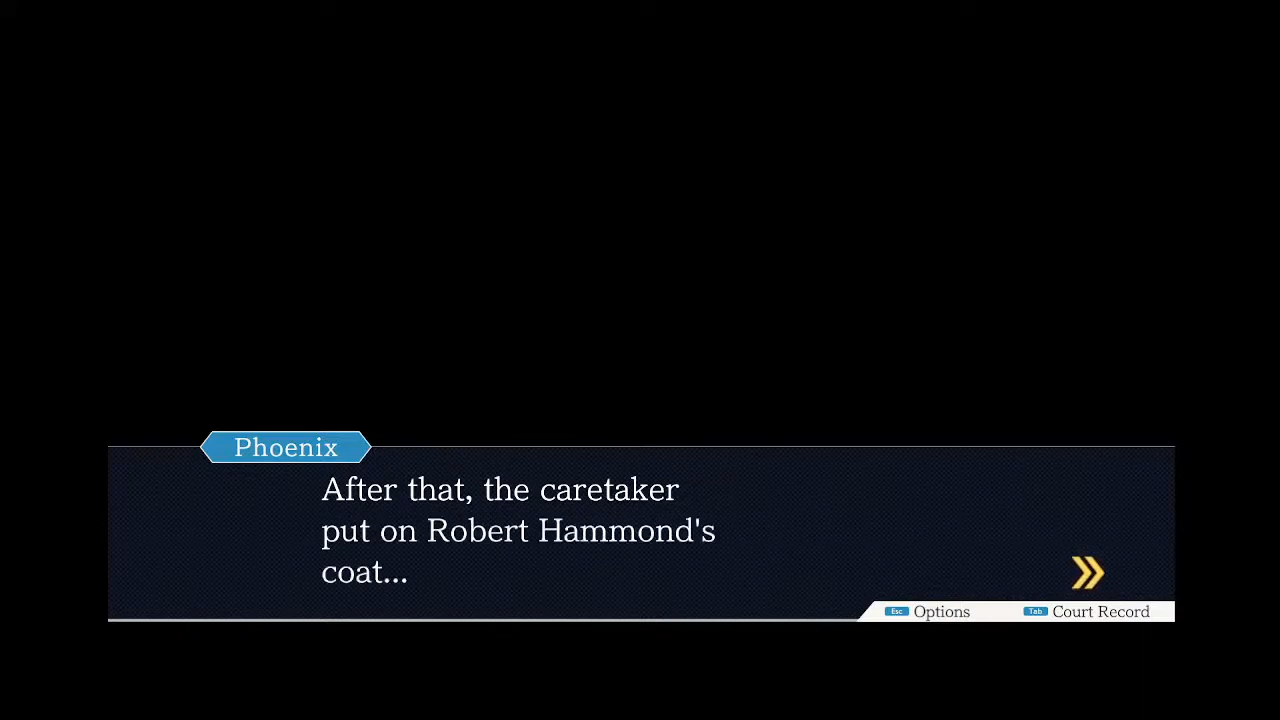 Phoenix
After that, the caretaker
put on Robert Hammond's
coat...
Esc Options Tab Court Record